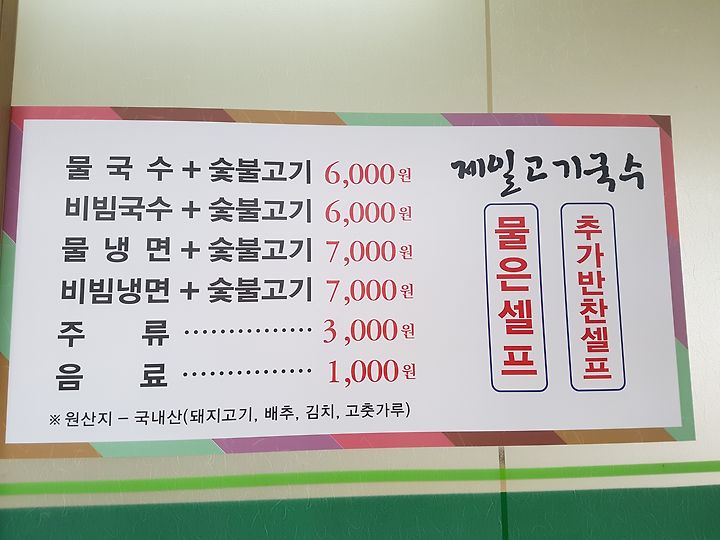 물국수 + 숯불고기 6,000원
비빔국수 + 숯불고기 6,000원
물냉면 + 숯불고기 7,000원
비빔냉면 + 숯불고기 7,000원
주류 ··············· 3,000원
음료 ··············· 1,000원
※ 원산지 – 국내산(돼지고기, 배추, 김치, 고춧가루)
제일고기국수
물은셀프
추가반찬셀프